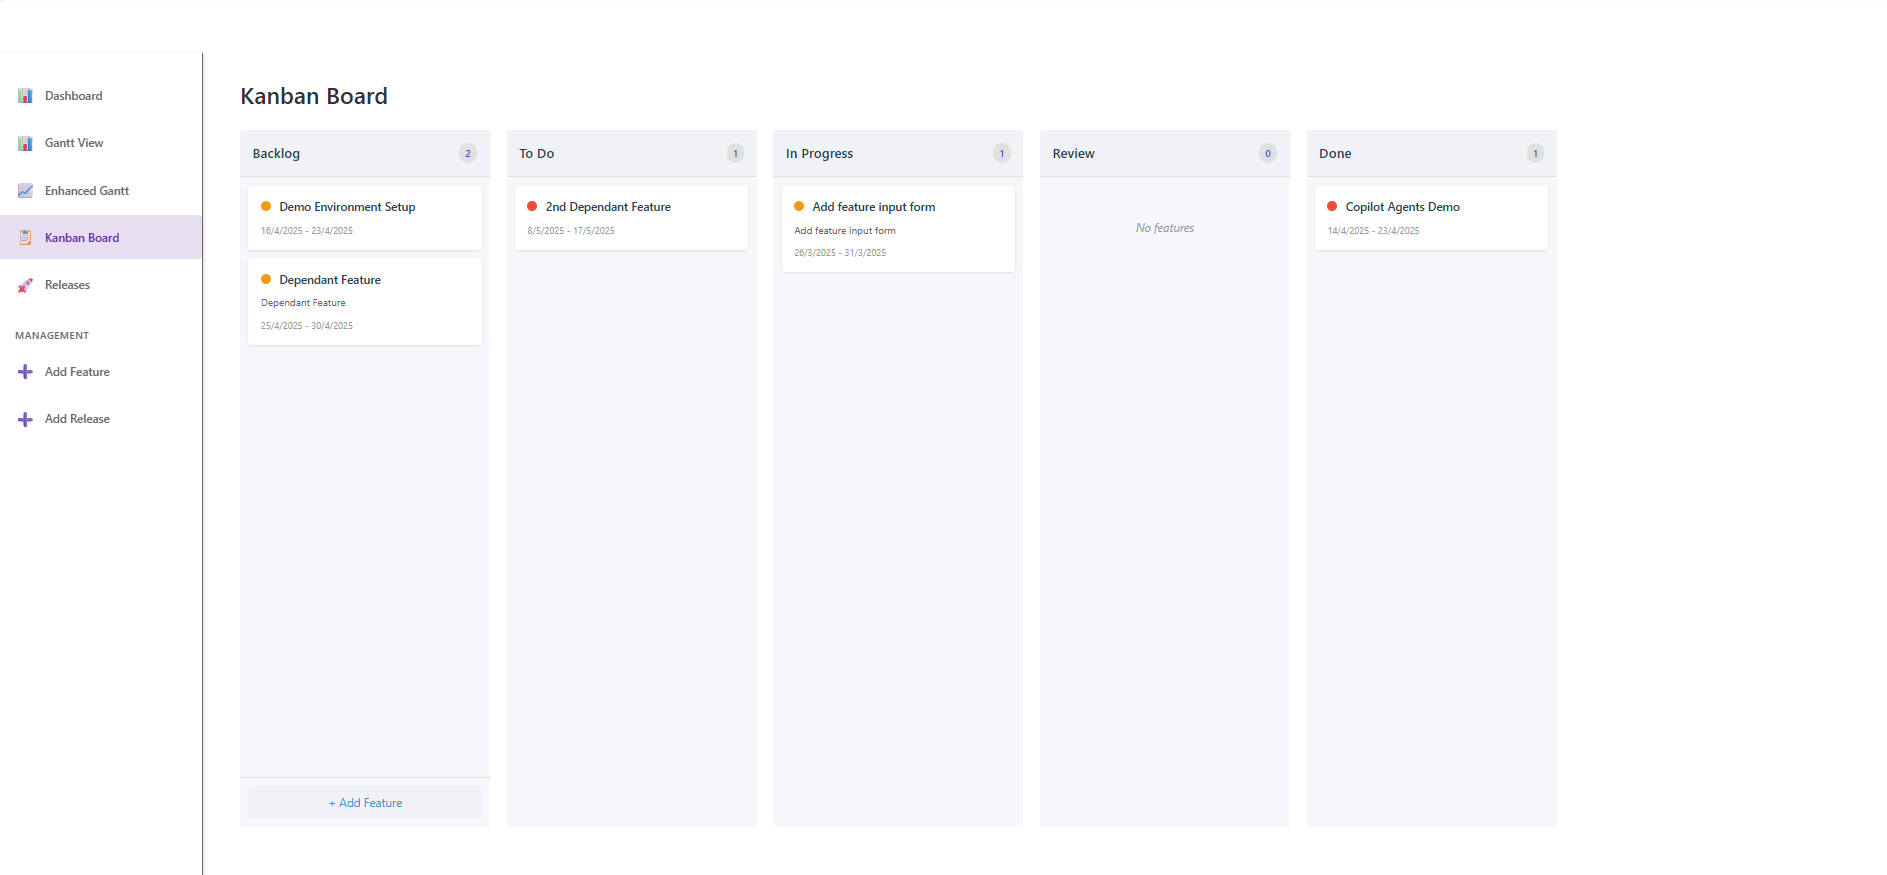 Dashboard
Gantt View
Enhanced Gantt
Kanban Board
Releases
MANAGEMENT
Add Feature
Add Release
Kanban Board
Backlog 2
Demo Environment Setup
16/4/2025 - 23/4/2025
Dependant Feature
Dependant Feature
25/4/2025 - 30/4/2025
+ Add Feature
To Do 1
2nd Dependant Feature
8/5/2025 - 17/5/2025
In Progress 1
Add feature input form
Add feature input form
26/3/2025 - 31/3/2025
Review 0
No features
Done 1
Copilot Agents Demo
14/4/2025 - 23/4/2025